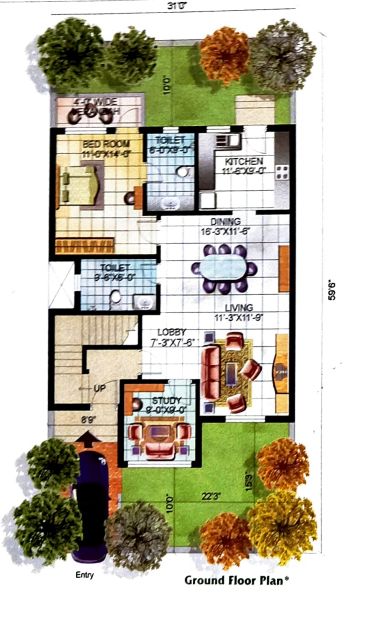 31'0"
10'0"
4'-0" WIDE
BED ROOM
11'-0"X14'-0"
TOILET
6'-0"X9'-0"
KITCHEN
11'-6"X9'-0"
DINING
16'-3"X11'-6"
TOILET
9'-6"X6'-0"
59'6"
LIVING
11'-3"X11'-9"
LOBBY
7'-3"X7'-6"
UP
STUDY
9'-0"X9'-0"
8'9"
15'3"
22'3"
10'0"
Entry
Ground Floor Plan*